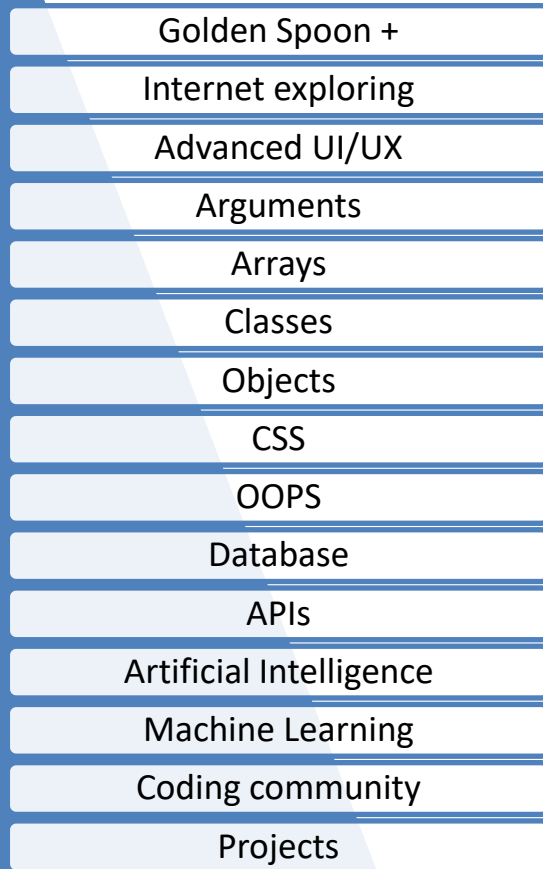 Golden Spoon +
Internet exploring
Advanced UI/UX
Arguments
Arrays
Classes
Objects
CSS
OOPS
Database
APIs
Artificial Intelligence
Machine Learning
Coding community
Projects